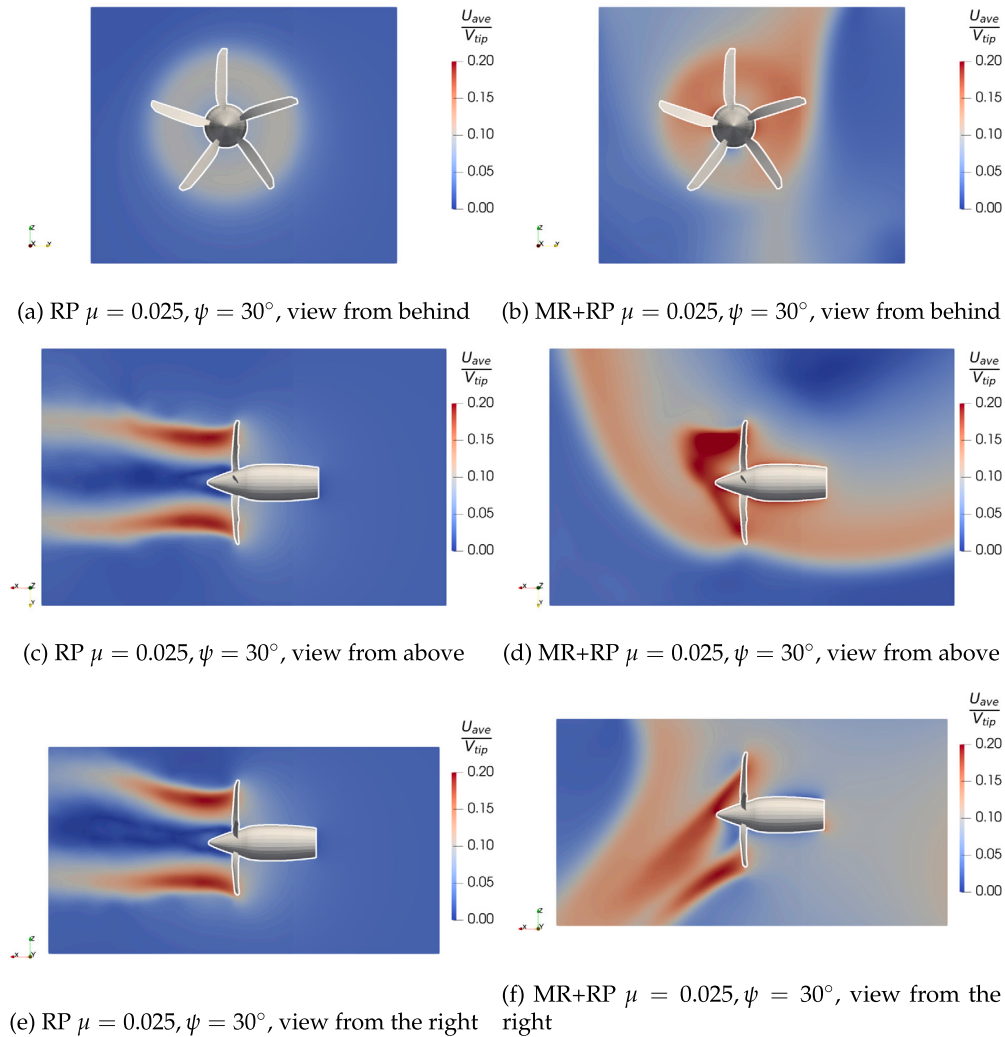 U_ave
V_tip
0.20
0.15
0.10
0.05
0.00
Z
X
Y
U_ave
V_tip
0.20
0.15
0.10
0.05
0.00
Z
X
Y
(a) RP μ = 0.025, ψ = 30°, view from behind
(b) MR+RP μ = 0.025, ψ = 30°, view from behind
U_ave
V_tip
0.20
0.15
0.10
0.05
0.00
X
Z
Y
U_ave
V_tip
0.20
0.15
0.10
0.05
0.00
X
Z
Y
(c) RP μ = 0.025, ψ = 30°, view from above
(d) MR+RP μ = 0.025, ψ = 30°, view from above
U_ave
V_tip
0.20
0.15
0.10
0.05
0.00
Z
X
Y
U_ave
V_tip
0.20
0.15
0.10
0.05
0.00
Z
X
Y
(e) RP μ = 0.025, ψ = 30°, view from the right
(f) MR+RP μ = 0.025, ψ = 30°, view from the
right